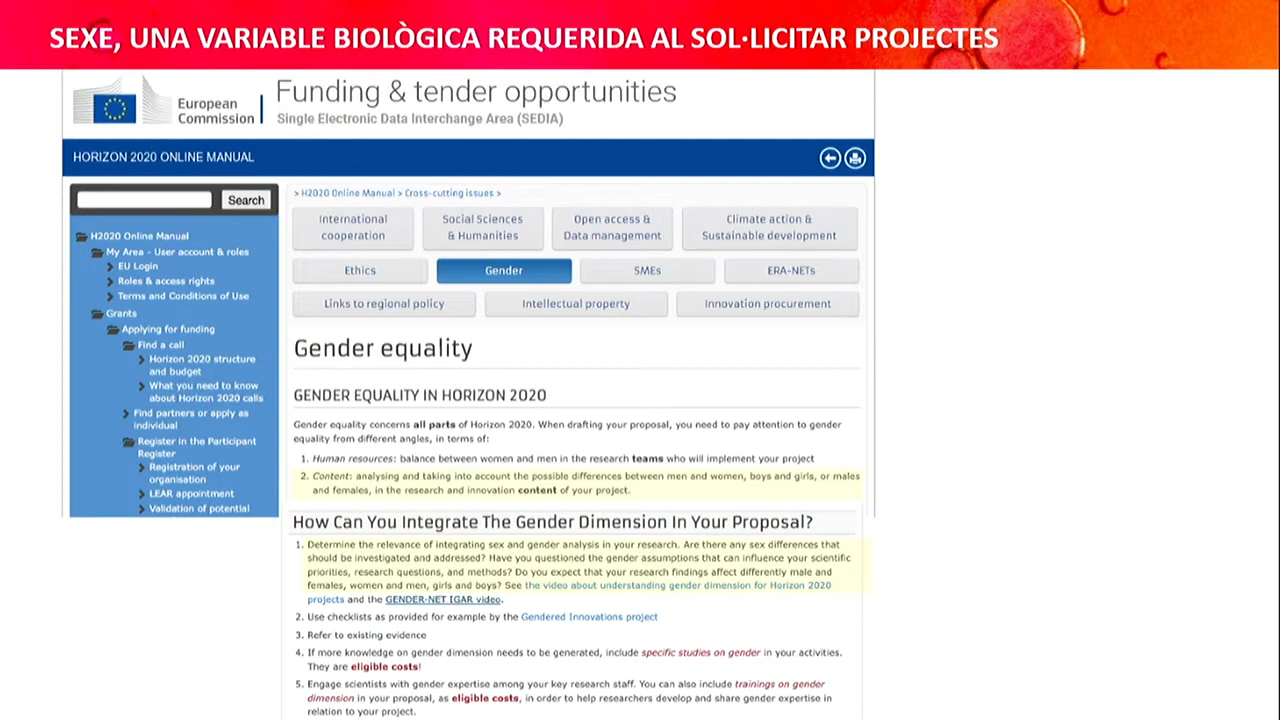 SEXE, UNA VARIABLE BIOLÒGICA REQUERIDA AL SOL·LICITAR PROJECTES
European
Commission
Funding & tender opportunities
Single Electronic Data Interchange Area (SEDIA)
HORIZON 2020 ONLINE MANUAL
Search
H2020 Online Manual
My Area - User account & roles
EU Login
Roles & access rights
Terms and Conditions of Use
Grants
Applying for funding
Find a call
Horizon 2020 structure
and budget
What you need to know
about Horizon 2020 calls
Find partners or apply as
individual
Register in the Participant
Register
Registration of your
organisation
LEAR appointment
Validation of potential
> H2020 Online Manual > Cross-cutting issues >
International
cooperation
Social Sciences
& Humanities
Open access &
Data management
Climate action &
Sustainable development
Ethics
Gender
SMEs
ERA-NETs
Links to regional policy
Intellectual property
Innovation procurement
Gender equality
GENDER EQUALITY IN HORIZON 2020
Gender equality concerns all parts of Horizon 2020. When drafting your proposal, you need to pay attention to gender
equality from different angles, in terms of:
1. Human resources: balance between women and men in the research teams who will implement your project
2. Content: analysing and taking into account the possible differences between men and women, boys and girls, or males
and females, in the research and innovation content of your project.
How Can You Integrate The Gender Dimension In Your Proposal?
1. Determine the relevance of integrating sex and gender analysis in your research. Are there any sex differences that
should be investigated and addressed? Have you questioned the gender assumptions that can influence your scientific
priorities, research questions, and methods? Do you expect that your research findings affect differently male and
females, women and men, girls and boys? See the video about understanding gender dimension for Horizon 2020
projects and the GENDER-NET IGAR video.
2. Use checklists as provided for example by the Gendered Innovations project
3. Refer to existing evidence
4. If more knowledge on gender dimension needs to be generated, include specific studies on gender in your activities.
They are eligible costs!
5. Engage scientists with gender expertise among your key research staff. You can also include trainings on gender
dimension in your proposal, as eligible costs, in order to help researchers develop and share gender expertise in
relation to your project.